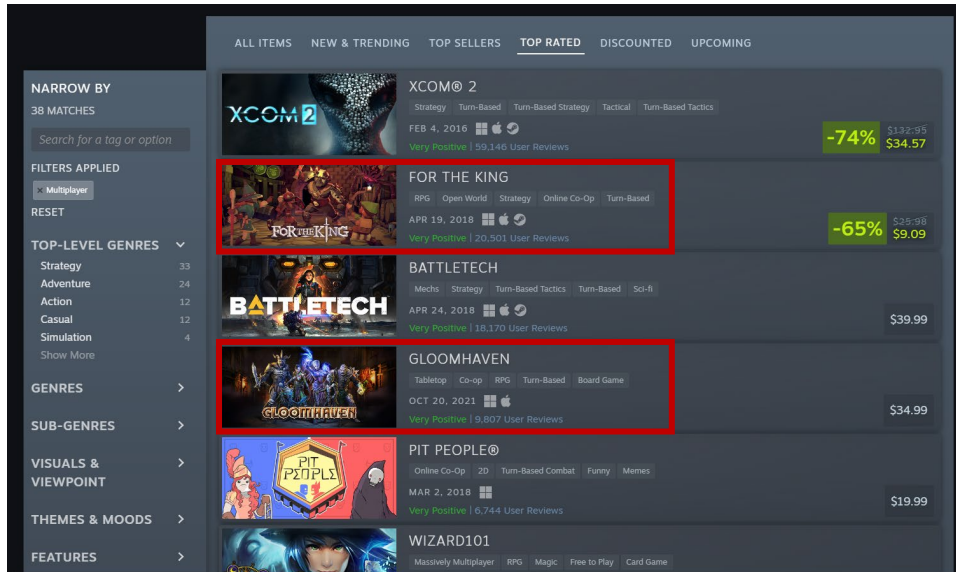 ALL ITEMS NEW & TRENDING TOP SELLERS TOP RATED DISCOUNTED UPCOMING
NARROW BY
38 MATCHES
Search for a tag or option
FILTERS APPLIED
× Multiplayer
RESET
TOP-LEVEL GENRES
Strategy 33
Adventure 24
Action 12
Casual 12
Simulation 4
Show More
GENRES
SUB-GENRES
VISUALS &
VIEWPOINT
THEMES & MOODS
FEATURES
XCOM 2
XCOM® 2
Strategy Turn-Based Turn-Based Strategy Tactical Turn-Based Tactics
FEB 4, 2016
Very Positive | 59,146 User Reviews
-74% $132.95
$34.57
FOR THE KING
FOR THE KING
RPG Open World Strategy Online Co-Op Turn-Based
APR 19, 2018
Very Positive | 20,501 User Reviews
-65% $25.98
$9.09
BATTLETECH
BATTLETECH
Mechs Strategy Turn-Based Tactics Turn-Based Sci-fi
APR 24, 2018
Very Positive | 18,170 User Reviews
$39.99
GLOOMHAVEN
GLOOMHAVEN
Tabletop Co-op RPG Turn-Based Board Game
OCT 20, 2021
Very Positive | 9,807 User Reviews
$34.99
PIT
PEOPLE
PIT PEOPLE®
Online Co-Op 2D Turn-Based Combat Funny Memes
MAR 2, 2018
Very Positive | 6,744 User Reviews
$19.99
WIZARD101
Massively Multiplayer RPG Magic Free to Play Card Game